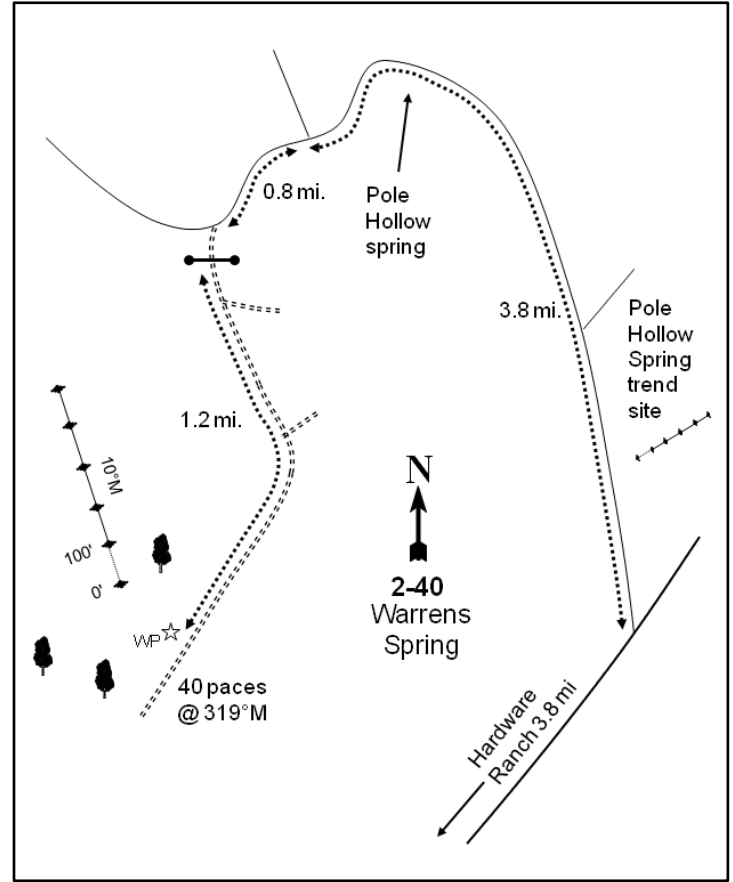 0.8 mi.
Pole
Hollow
spring
3.8 mi.
Pole
Hollow
Spring
trend
site
1.2 mi.
10°M
100'
0'
N
2-40
Warrens
Spring
WP
40 paces
@ 319°M
Hardware
Ranch 3.8 mi